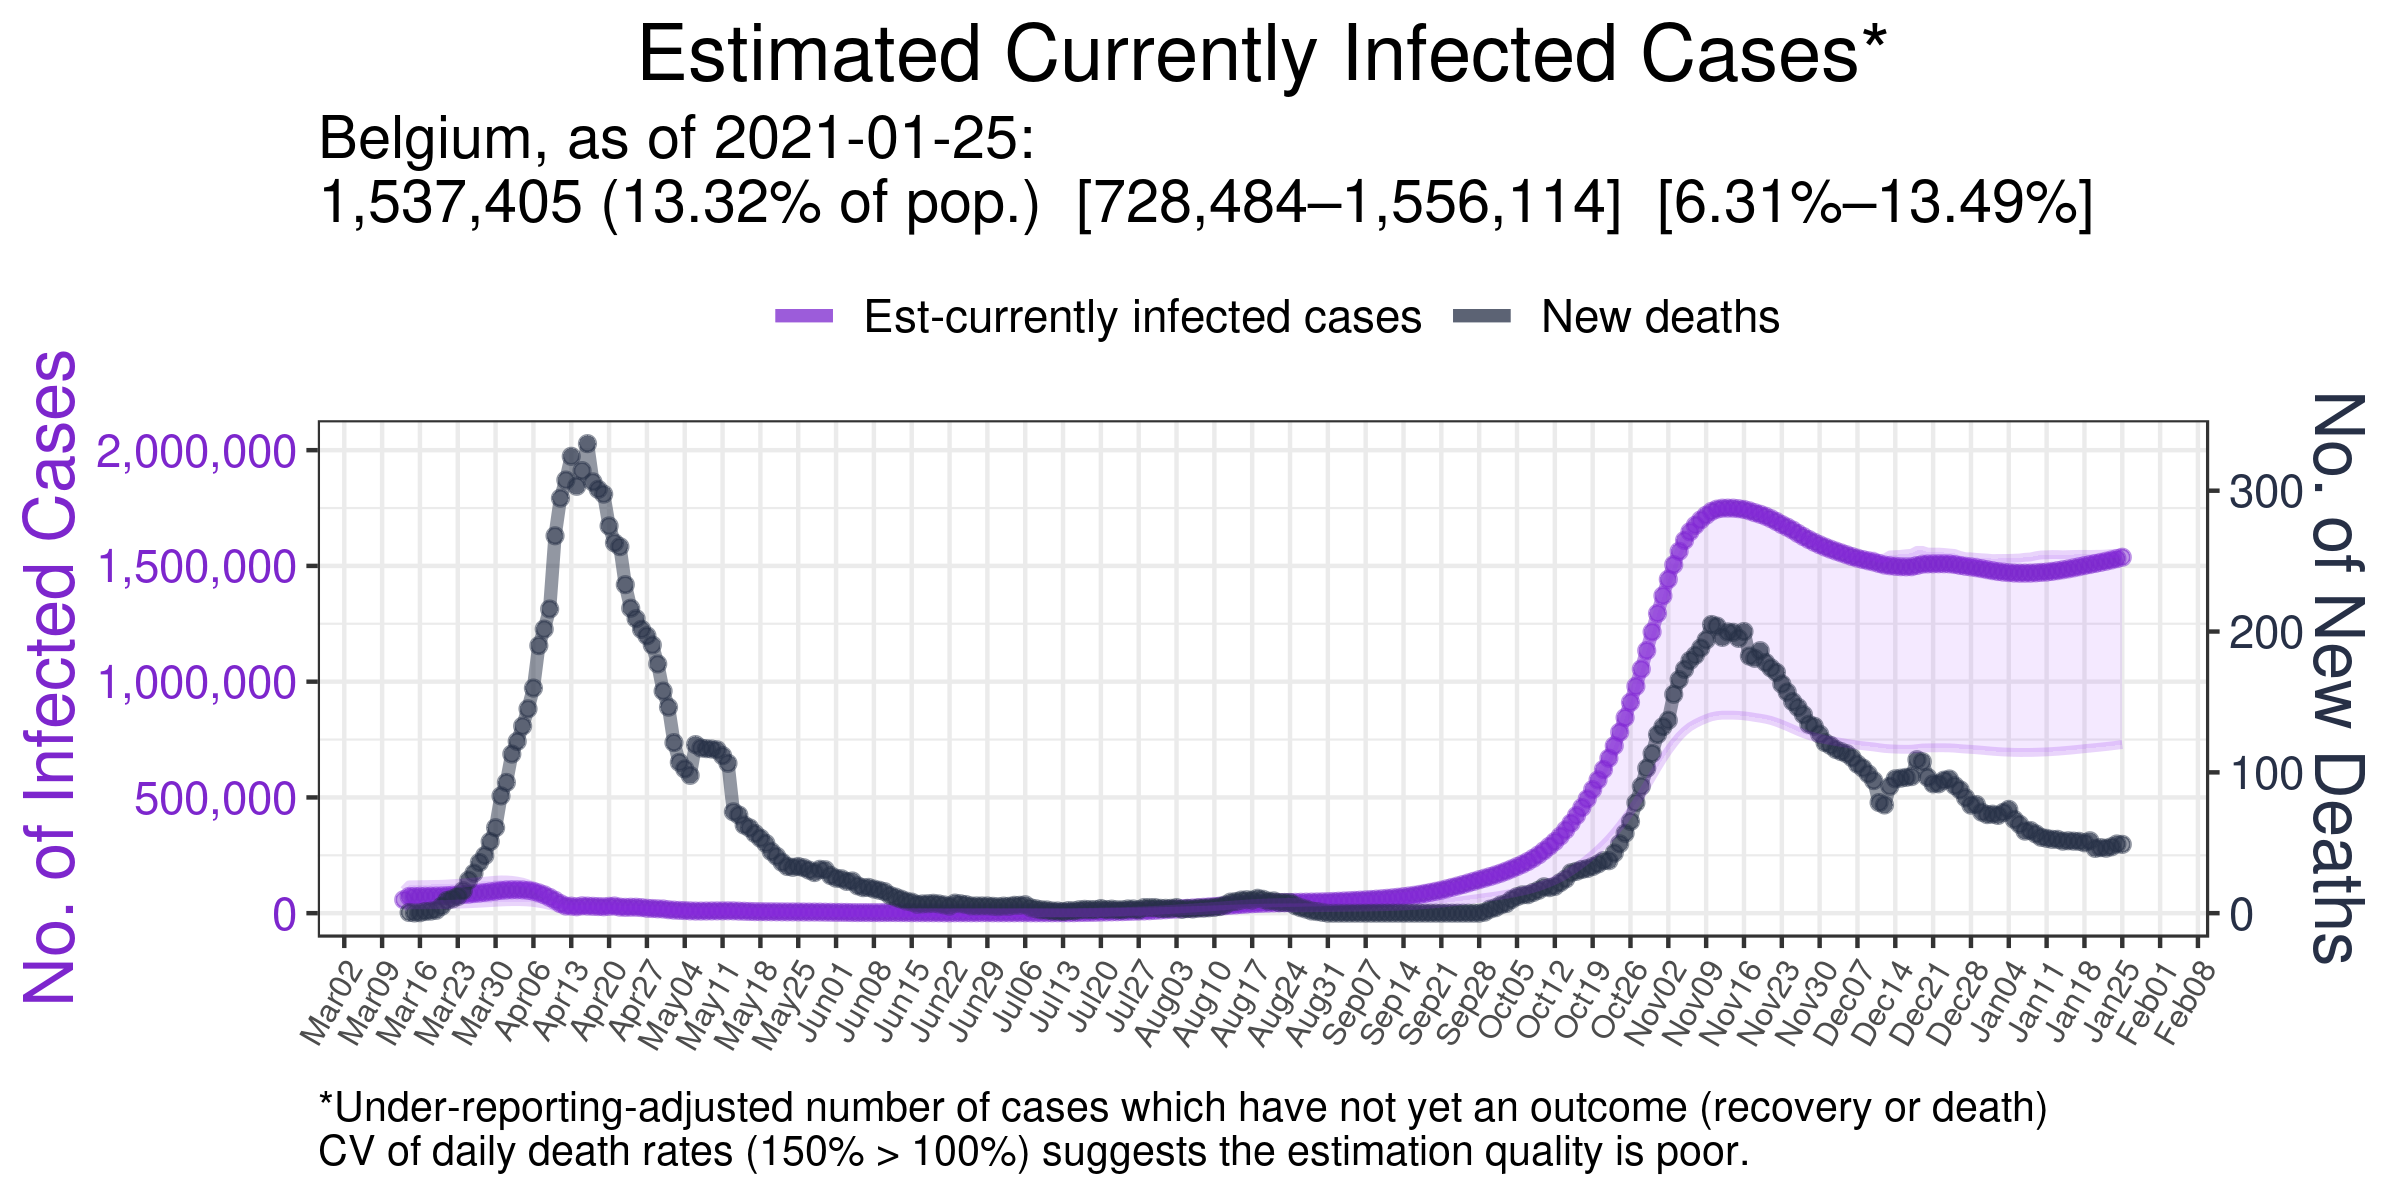 Estimated Currently Infected Cases*
Belgium, as of 2021-01-25:
1,537,405 (13.32% of pop.) [728,484–1,556,114] [6.31%–13.49%]
Est-currently infected cases
New deaths
No. of Infected Cases
2,000,000
1,500,000
1,000,000
500,000
0
300
200
100
0
No. of New Deaths
Mar02
Mar09
Mar16
Mar23
Mar30
Apr06
Apr13
Apr20
Apr27
May04
May11
May18
May25
Jun01
Jun08
Jun15
Jun22
Jun29
Jul06
Jul13
Jul20
Jul27
Aug03
Aug10
Aug17
Aug24
Aug31
Sep07
Sep14
Sep21
Sep28
Oct05
Oct12
Oct19
Oct26
Nov02
Nov09
Nov16
Nov23
Nov30
Dec07
Dec14
Dec21
Dec28
Jan04
Jan11
Jan18
Jan25
Feb01
Feb08
*Under-reporting-adjusted number of cases which have not yet an outcome (recovery or death)
CV of daily death rates (150% > 100%) suggests the estimation quality is poor.